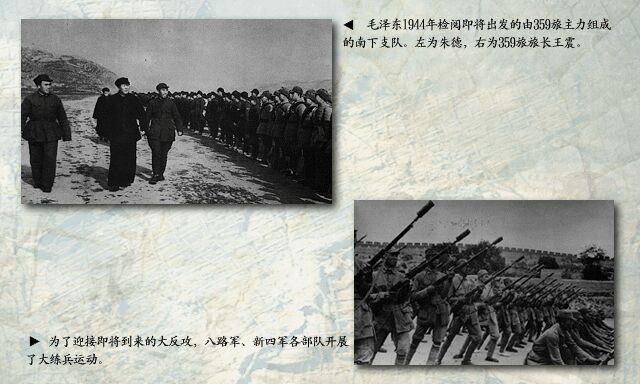 ◀ 毛泽东1944年检阅即将出发的由359旅主力组成
的南下支队。左为朱德，右为359旅旅长王震。
▶ 为了迎接即将到来的大反攻，八路军、新四军各部队开展
了大练兵运动。